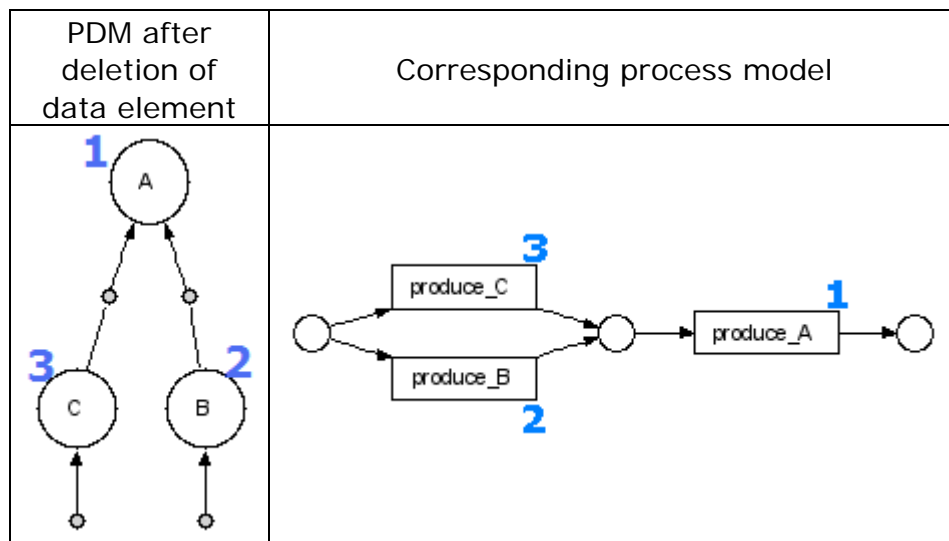 PDM after
deletion of
data element
Corresponding process model
1
A
3
C
2
B
3
produce_C
produce_B
2
1
produce_A